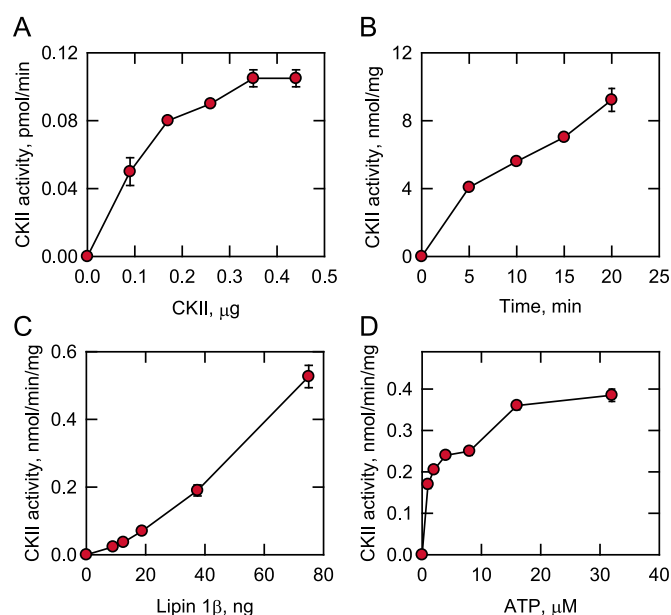 A
CKII activity, pmol/min
0.12
0.08
0.04
0.00
0.0 0.1 0.2 0.3 0.4 0.5
CKII, μg
B
CKII activity, nmol/mg
12
8
4
0
0 5 10 15 20 25
Time, min
C
CKII activity, nmol/min/mg
0.6
0.4
0.2
0.0
0 20 40 60 80
Lipin 1β, ng
D
CKII activity, nmol/min/mg
0.4
0.3
0.2
0.1
0.0
0 10 20 30 40
ATP, μM